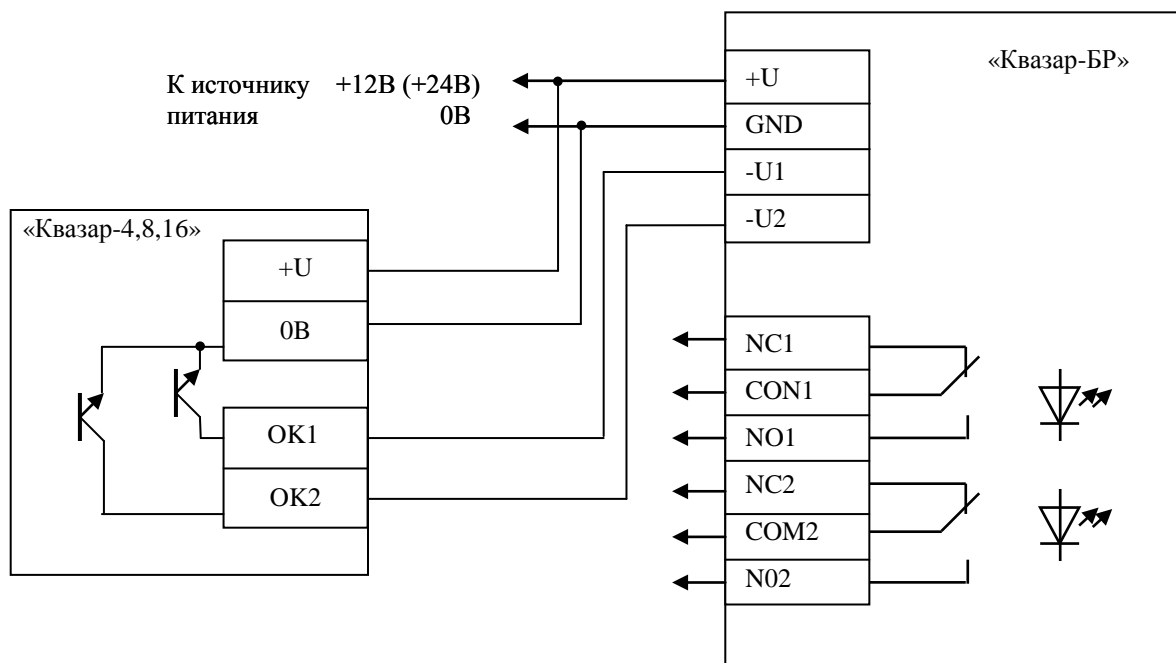 «Квазар-БР»
К источнику +12В (+24В)
питания 0В
+U
GND
-U1
-U2
«Квазар-4,8,16»
+U
0В
OK1
OK2
NC1
CON1
NO1
NC2
COM2
N02